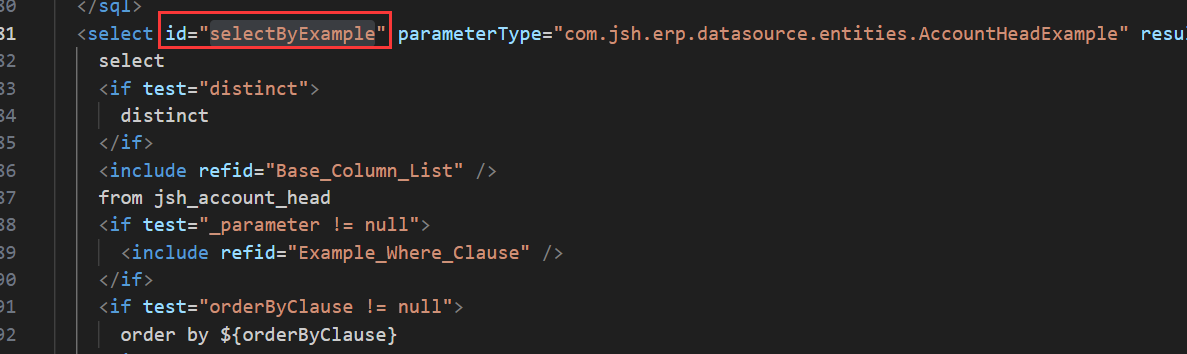 80 </sql>
81 <select id="selectByExample" parameterType="com.jsh.erp.datasource.entities.AccountHeadExample" resu
82 select
83 <if test="distinct">
84 distinct
85 </if>
86 <include refid="Base_Column_List" />
87 from jsh_account_head
88 <if test="_parameter != null">
89 <include refid="Example_Where_Clause" />
90 </if>
91 <if test="orderByClause != null">
92 order by ${orderByClause}